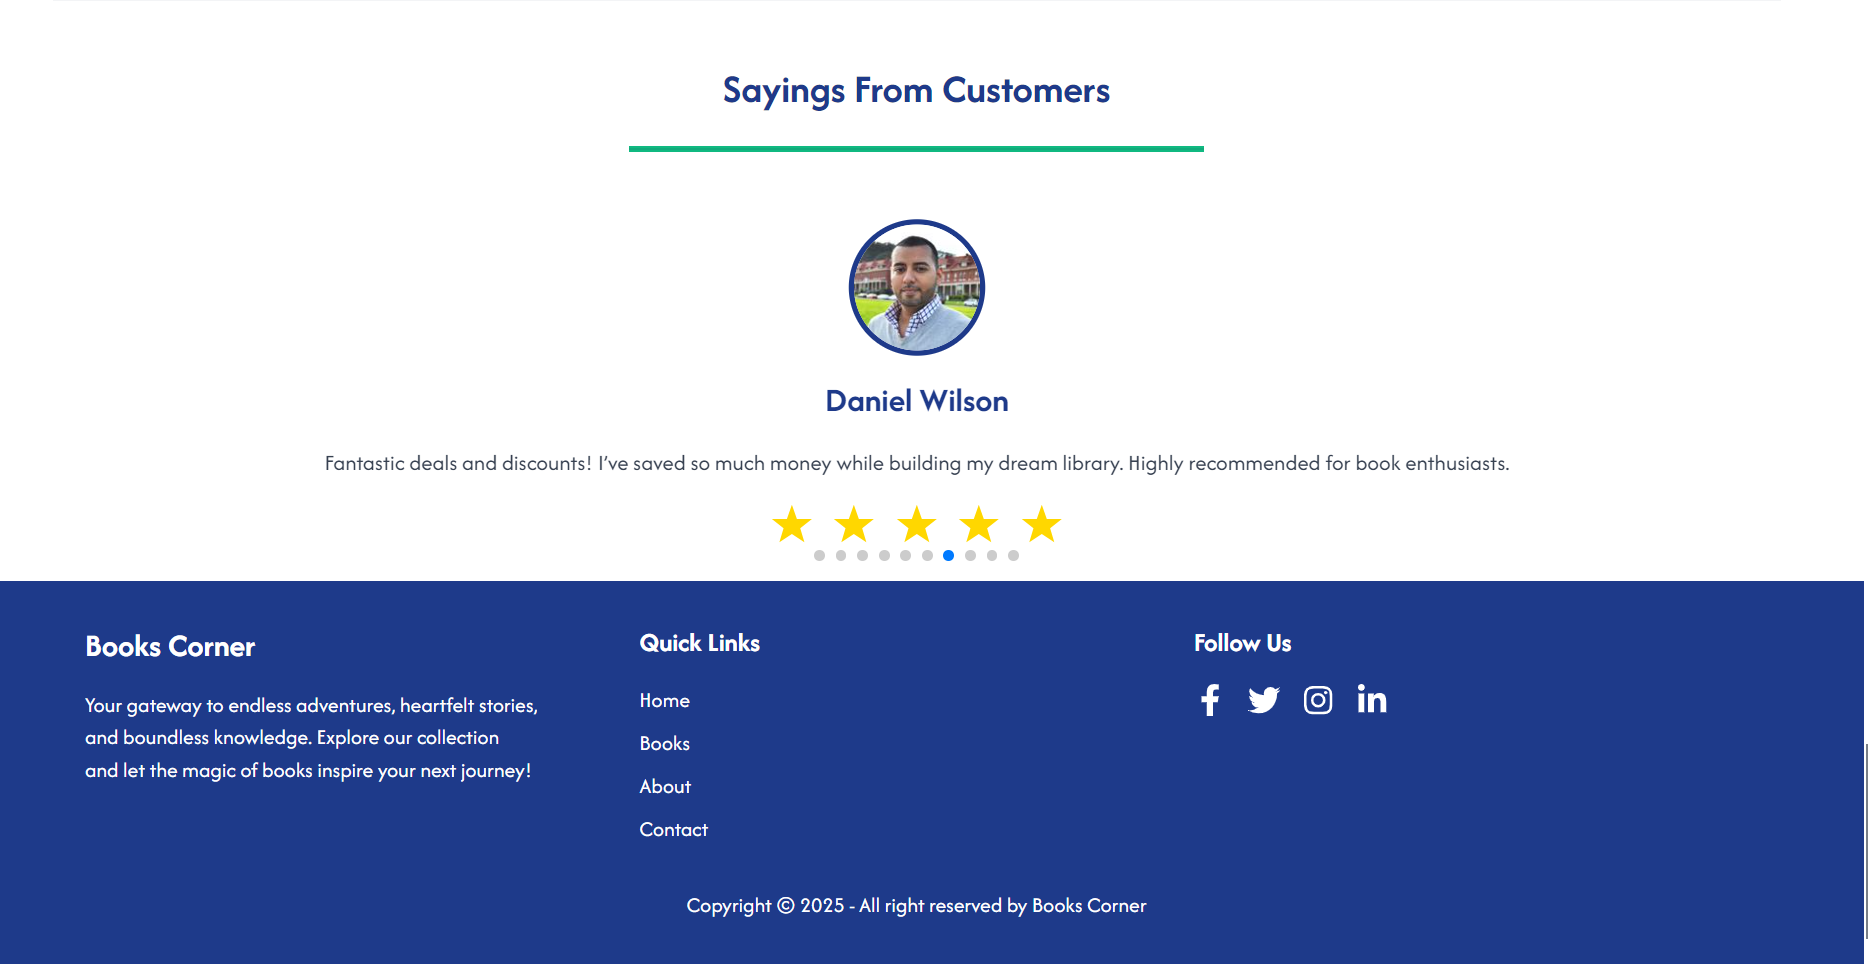 Sayings From Customers
Daniel Wilson
Fantastic deals and discounts! I’ve saved so much money while building my dream library. Highly recommended for book enthusiasts.
Books Corner
Your gateway to endless adventures, heartfelt stories,
and boundless knowledge. Explore our collection
and let the magic of books inspire your next journey!
Quick Links
Home
Books
About
Contact
Follow Us
Copyright © 2025 - All right reserved by Books Corner